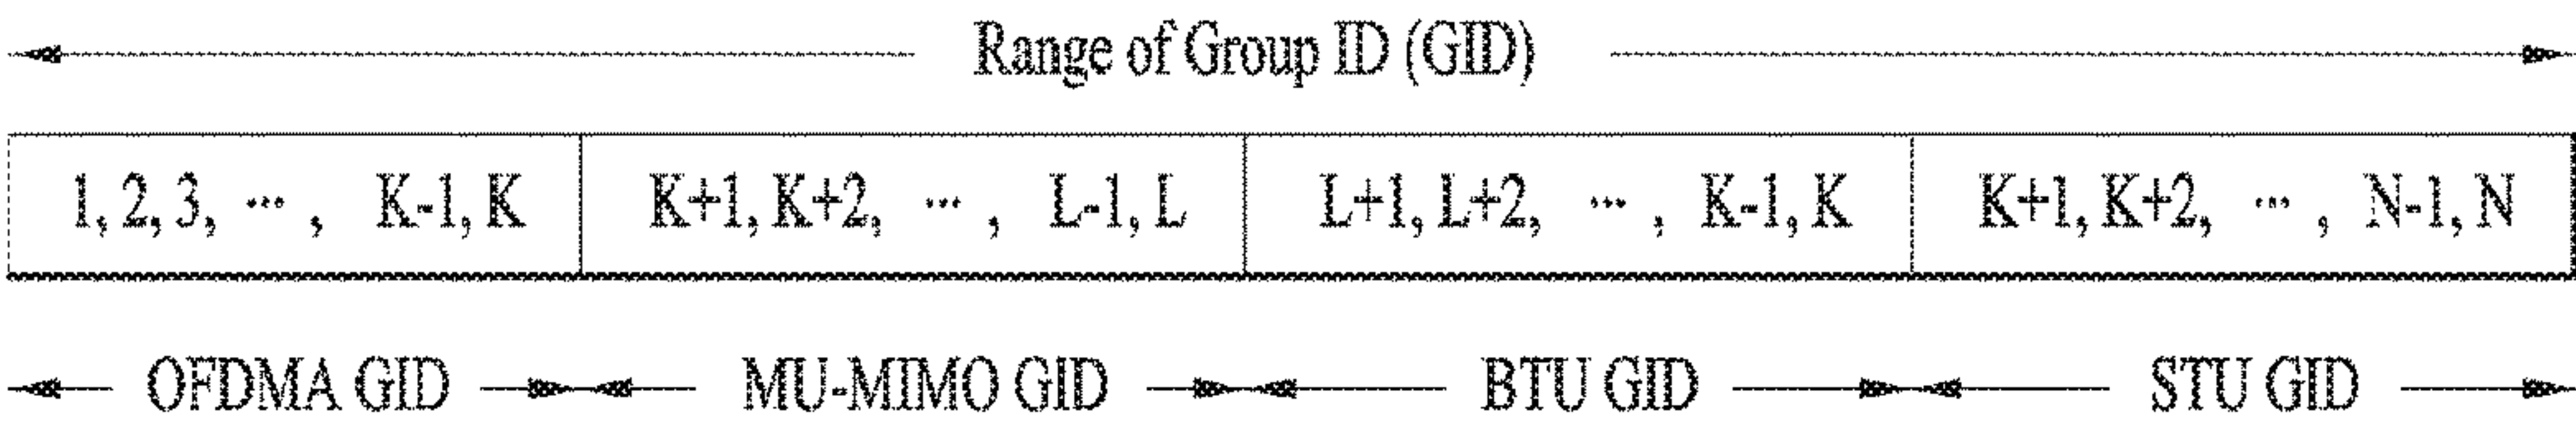 Range of Group ID (GID)
1, 2, 3, ··· , K-1, K K+1, K+2, ··· , L-1, L L+1, L+2, ··· , K-1, K K+1, K+2, ··· , N-1, N
OFDMA GID MU-MIMO GID BTU GID STU GID